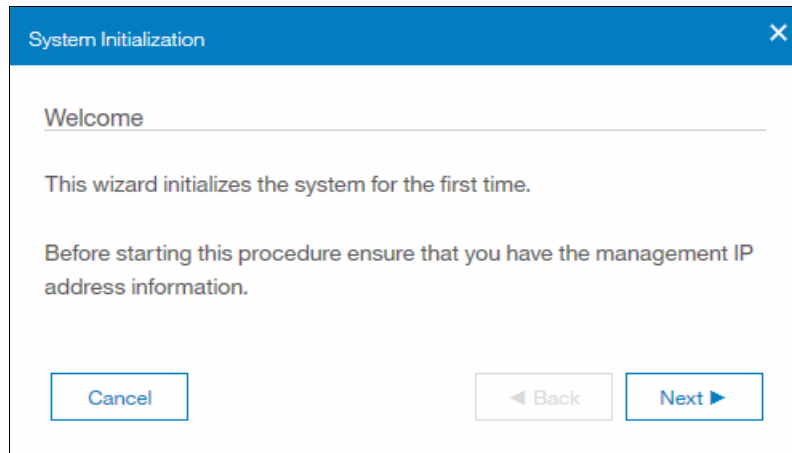 System Initialization
Welcome
This wizard initializes the system for the first time.
Before starting this procedure ensure that you have the management IP
address information.
Cancel
Back
Next